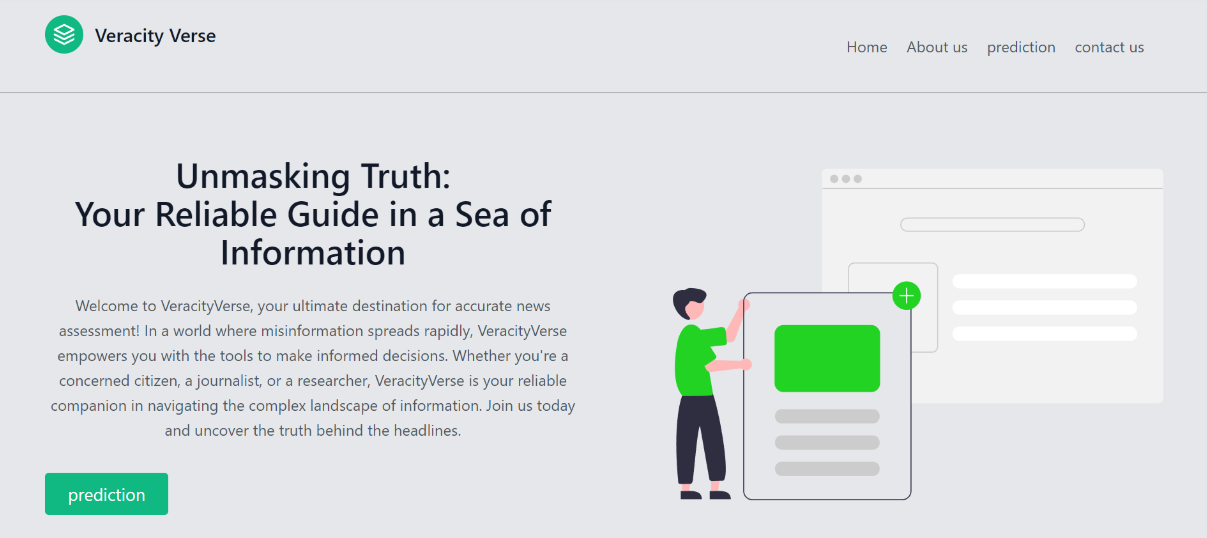 Veracity Verse
Home About us prediction contact us
Unmasking Truth:
Your Reliable Guide in a Sea of
Information
Welcome to VeracityVerse, your ultimate destination for accurate news
assessment! In a world where misinformation spreads rapidly, VeracityVerse
empowers you with the tools to make informed decisions. Whether you're a
concerned citizen, a journalist, or a researcher, VeracityVerse is your reliable
companion in navigating the complex landscape of information. Join us today
and uncover the truth behind the headlines.
prediction